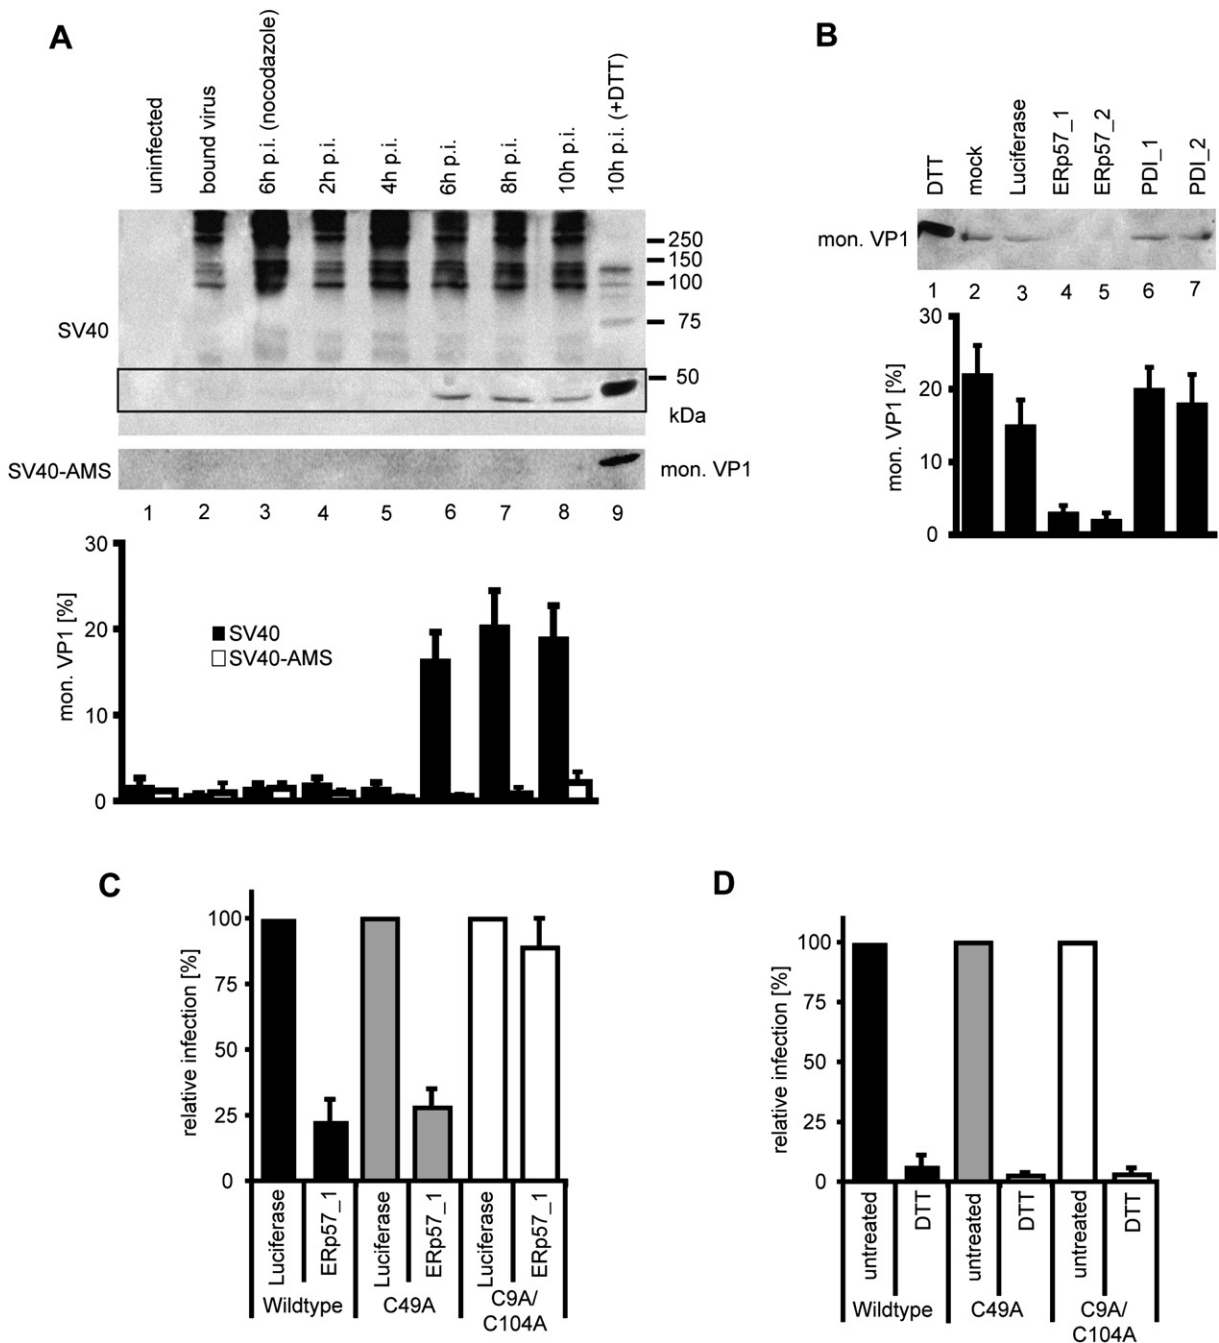 A
uninfected
bound virus
6h p.i. (nocodazole)
2h p.i.
4h p.i.
6h p.i.
8h p.i.
10h p.i.
10h p.i. (+DTT)
250
150
100
75
50
kDa
SV40
SV40-AMS
mon. VP1
1 2 3 4 5 6 7 8 9
mon. VP1 [%]
30
20
10
0
SV40
SV40-AMS
B
DTT
mock
Luciferase
ERp57_1
ERp57_2
PDI_1
PDI_2
mon. VP1
1 2 3 4 5 6 7
mon. VP1 [%]
30
20
10
0
C
relative infection [%]
100
75
50
25
0
Luciferase
ERp57_1
Luciferase
ERp57_1
Luciferase
ERp57_1
Wildtype
C49A
C9A/
C104A
D
relative infection [%]
100
75
50
25
0
untreated
DTT
untreated
DTT
untreated
DTT
Wildtype
C49A
C9A/
C104A